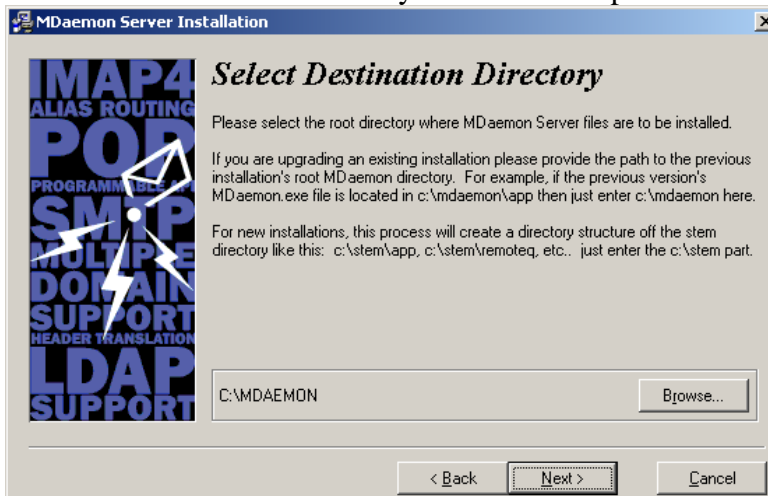 MDaemon Server Installation
IMAP4
ALIAS ROUTING
POP
PROGRAMMABLE API
SMTP
MULTIPLE
DOMAIN
SUPPORT
HEADER TRANSLATION
LDAP
SUPPORT
Select Destination Directory
Please select the root directory where MDaemon Server files are to be installed.
If you are upgrading an existing installation please provide the path to the previous
installation's root MDaemon directory. For example, if the previous version's
MDaemon.exe file is located in c:\mdaemon\app then just enter c:\mdaemon here.
For new installations, this process will create a directory structure off the stem
directory like this: c:\stem\app, c:\stem\remoteq, etc.. just enter the c:\stem part.
C:\MDAEMON
Browse...
< Back
Next >
Cancel